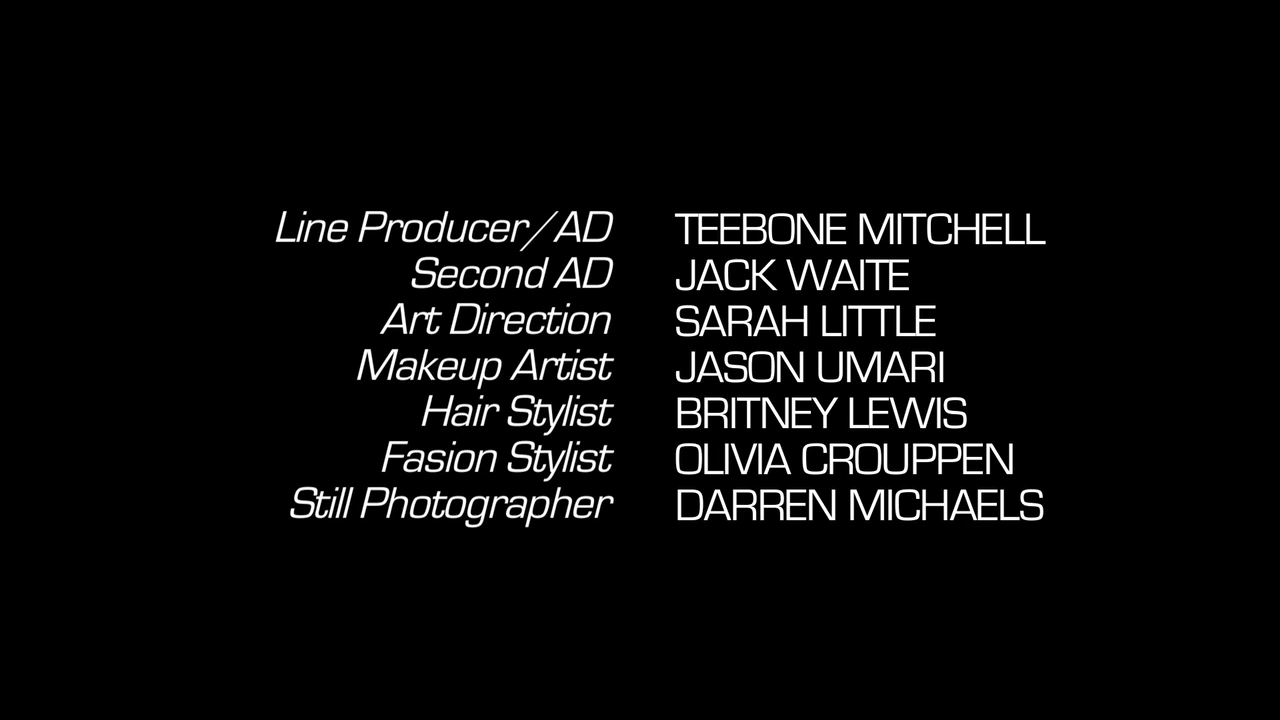 Line Producer/AD TEEBONE MITCHELL
Second AD JACK WAITE
Art Direction SARAH LITTLE
Makeup Artist JASON UMARI
Hair Stylist BRITNEY LEWIS
Fasion Stylist OLIVIA CROUPPEN
Still Photographer DARREN MICHAELS